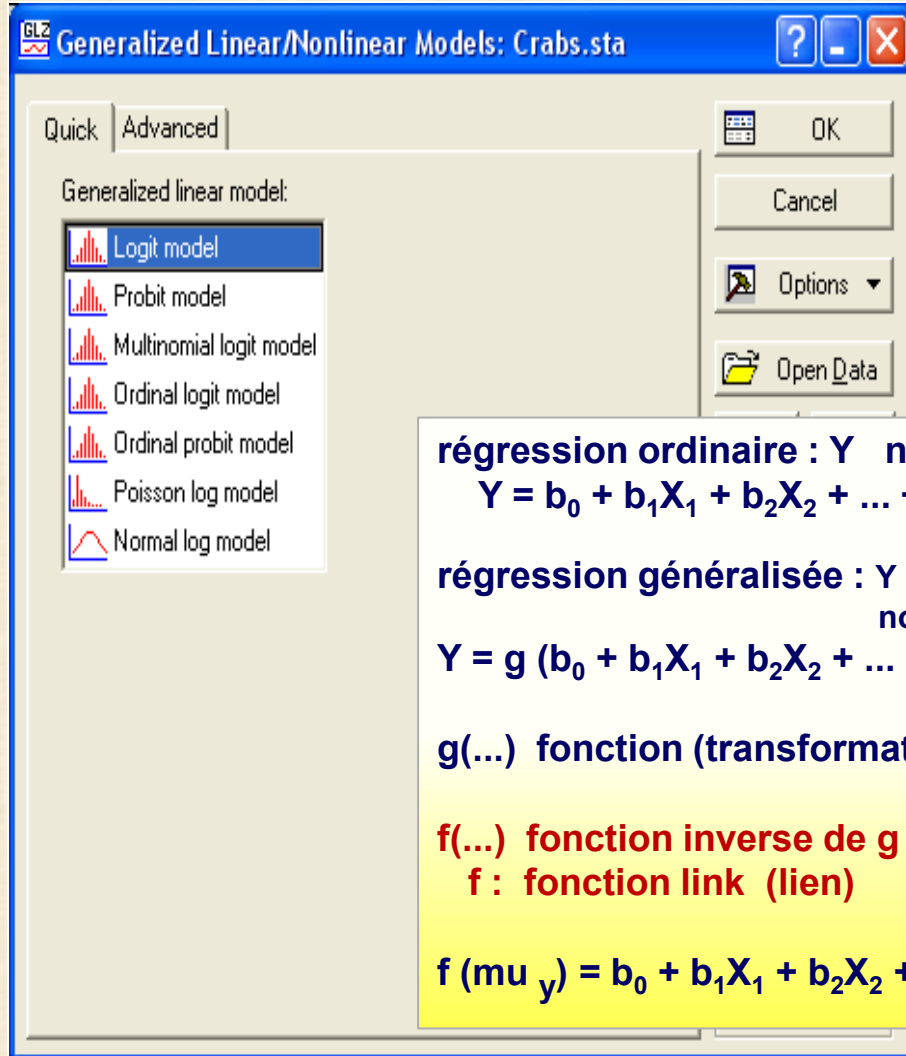 GLZ Generalized Linear/Nonlinear Models: Crabs.sta
Quick Advanced
OK
Generalized linear model:
Cancel
Logit model
Probit model
Options
Multinomial logit model
Open Data
Ordinal logit model
Ordinal probit model
Poisson log model
Normal log model
régression ordinaire : Y n
Y = b₀ + b₁X₁ + b₂X₂ + ...
régression généralisée : Y
Y = g (b₀ + b₁X₁ + b₂X₂ + ...
g(...) fonction
f(...) fonction inverse de g
f : fonction link (lien)
f (mu y) = b₀ + b₁X₁ + b₂X₂ +